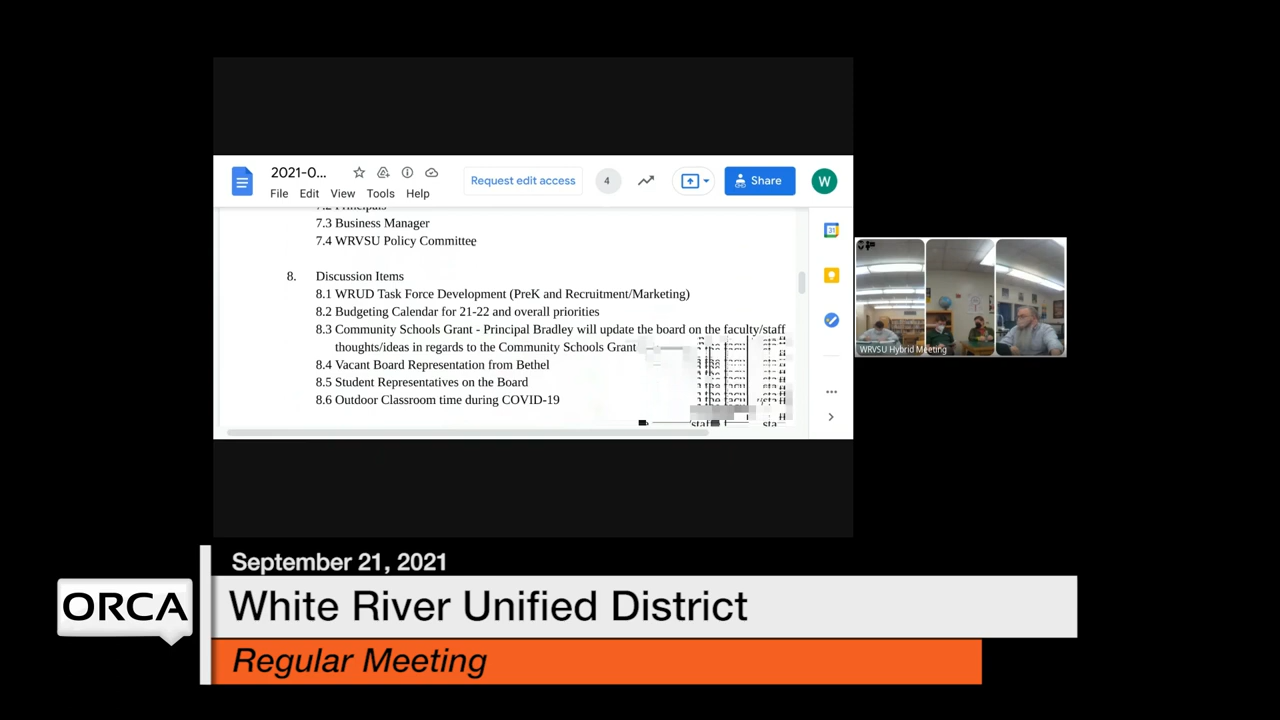 2021-0...
Request edit access
4
Share
W
File Edit View Tools Help
7.2 Principals
7.3 Business Manager
7.4 WRVSU Policy Committee
31
8. Discussion Items
8.1 WRUD Task Force Development (PreK and Recruitment/Marketing)
8.2 Budgeting Calendar for 21-22 and overall priorities
8.3 Community Schools Grant - Principal Bradley will update the board on the faculty/staff
thoughts/ideas in regards to the Community Schools Grant
8.4 Vacant Board Representation from Bethel
8.5 Student Representatives on the Board
8.6 Outdoor Classroom time during COVID-19
WRVSU Hybrid Meeting
September 21, 2021
ORCA
White River Unified District
Regular Meeting